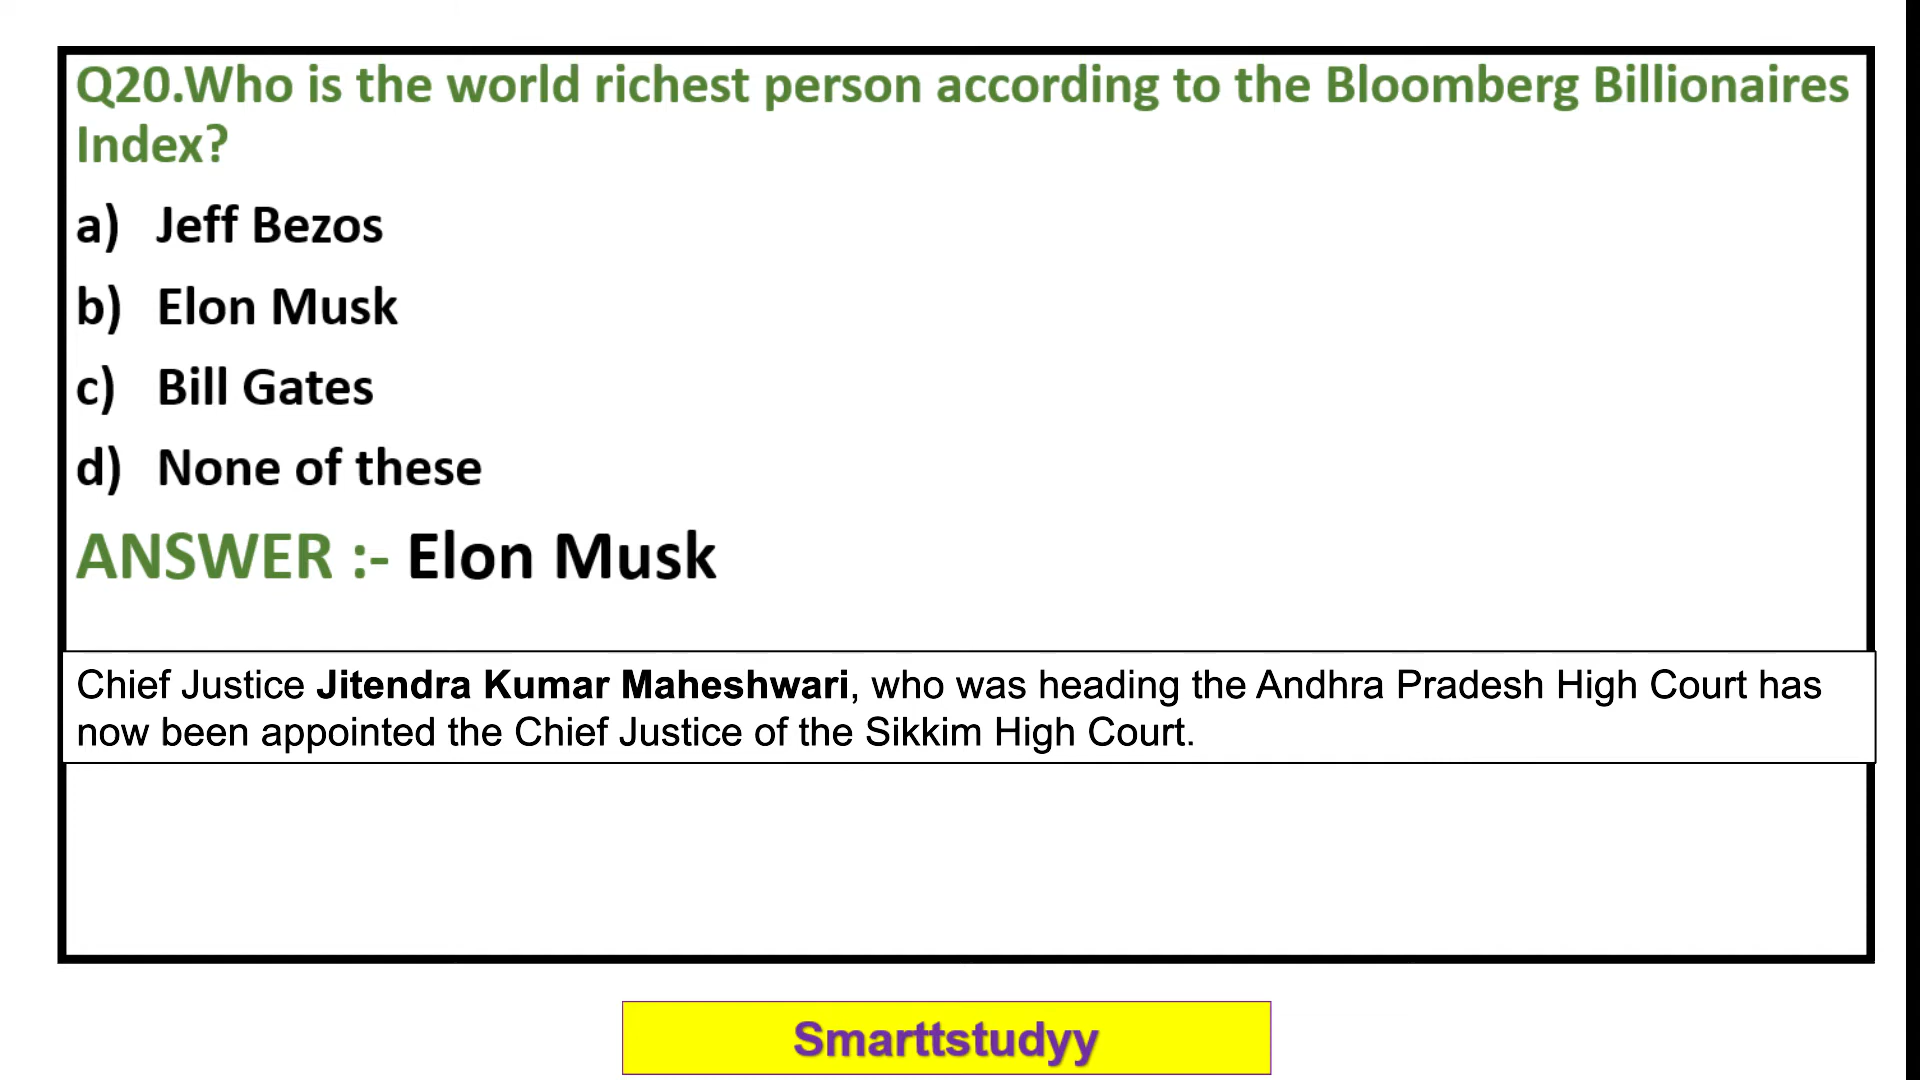 Q20.Who is the world richest person according to the Bloomberg Billionaires
Index?
a) Jeff Bezos
b) Elon Musk
c) Bill Gates
d) None of these
ANSWER :- Elon Musk
Chief Justice Jitendra Kumar Maheshwari, who was heading the Andhra Pradesh High Court has
now been appointed the Chief Justice of the Sikkim High Court.
Smarttstudyy